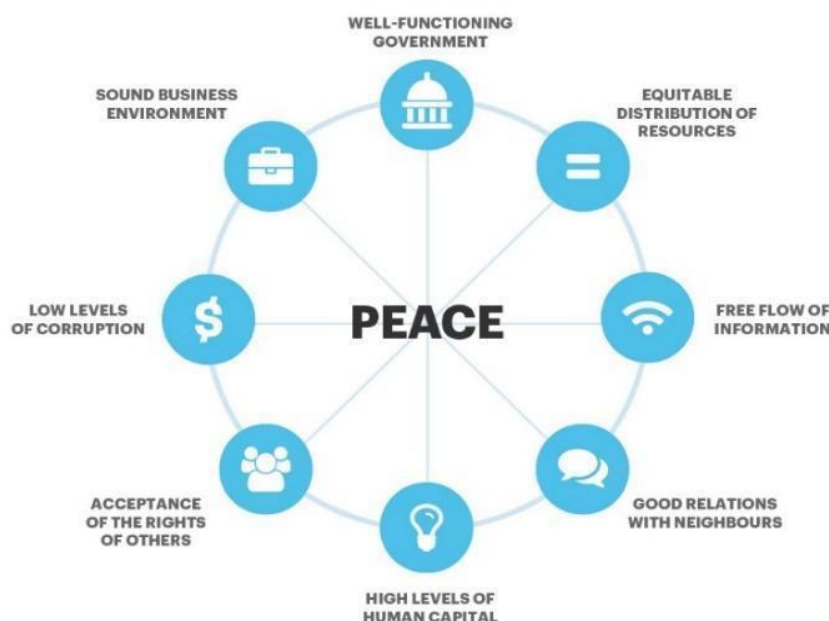 WELL-FUNCTIONING
GOVERNMENT
SOUND BUSINESS
ENVIRONMENT
EQUITABLE
DISTRIBUTION OF
RESOURCES
LOW LEVELS
OF CORRUPTION
$
PEACE
FREE FLOW OF
INFORMATION
ACCEPTANCE
OF THE RIGHTS
OF OTHERS
GOOD RELATIONS
WITH NEIGHBOURS
HIGH LEVELS OF
HUMAN CAPITAL